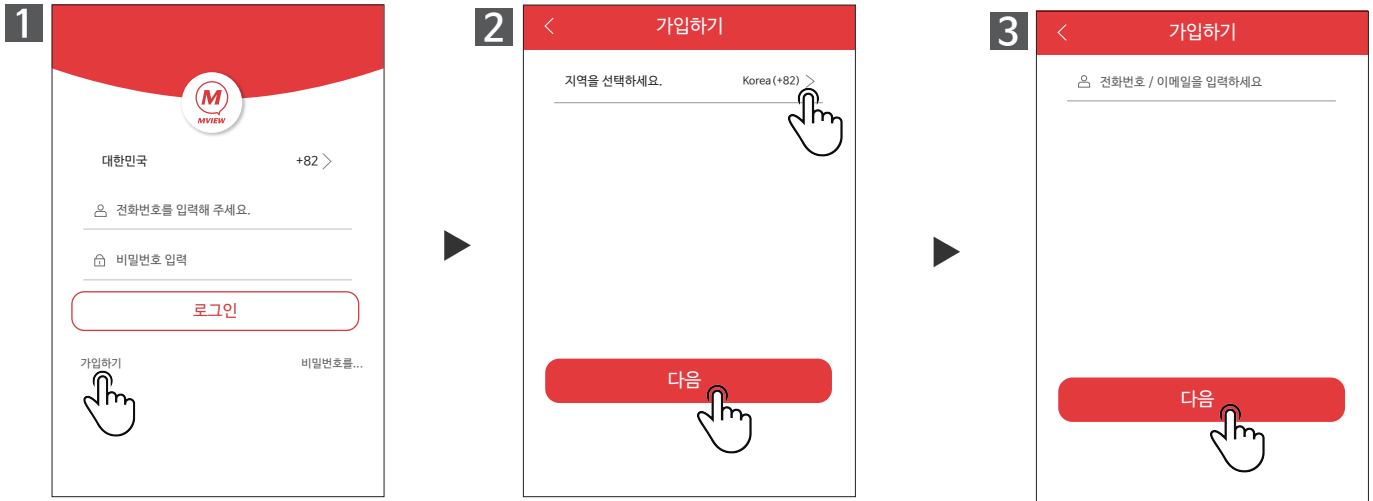 1
M
MVIEW
대한민국
+82
전화번호를 입력해 주세요.
비밀번호 입력
로그인
가입하기
비밀번호를...
2
가입하기
지역을 선택하세요.
Korea(+82)
다음
3
가입하기
전화번호 / 이메일을 입력하세요
다음